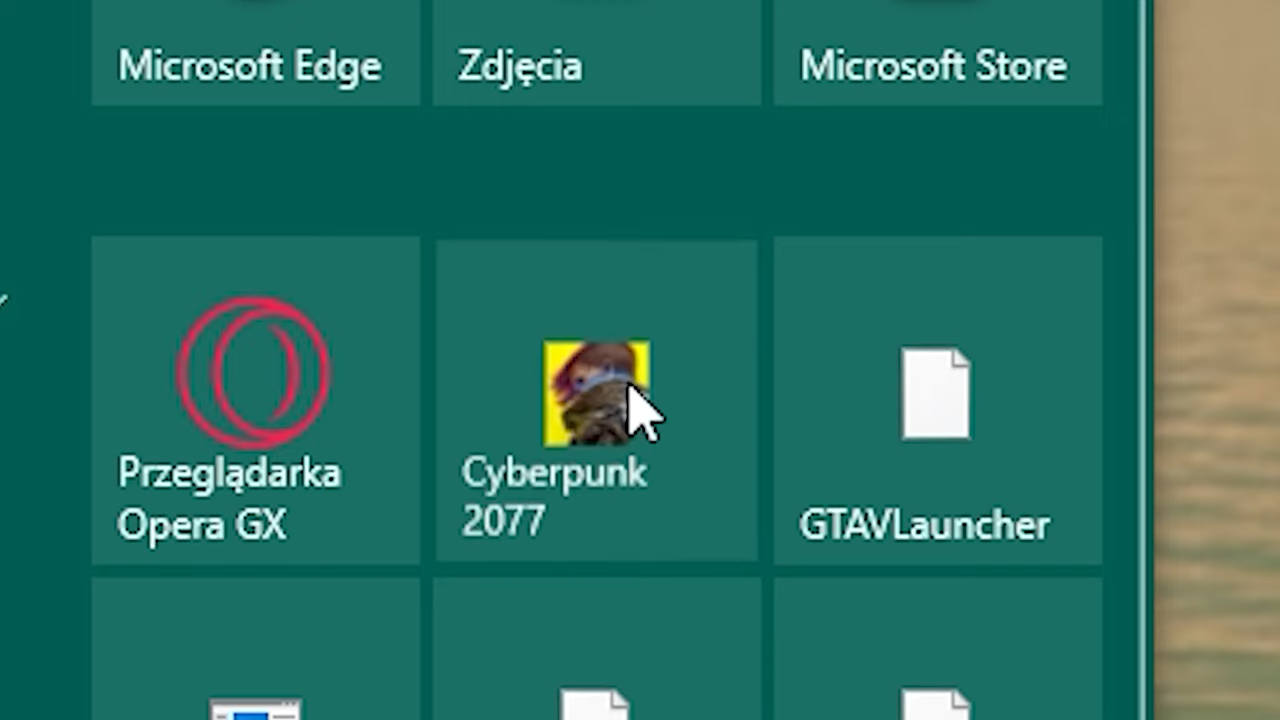 Microsoft Edge
Zdjęcia
Microsoft Store
Przeglądarka
Opera GX
Cyberpunk
2077
GTAVLauncher